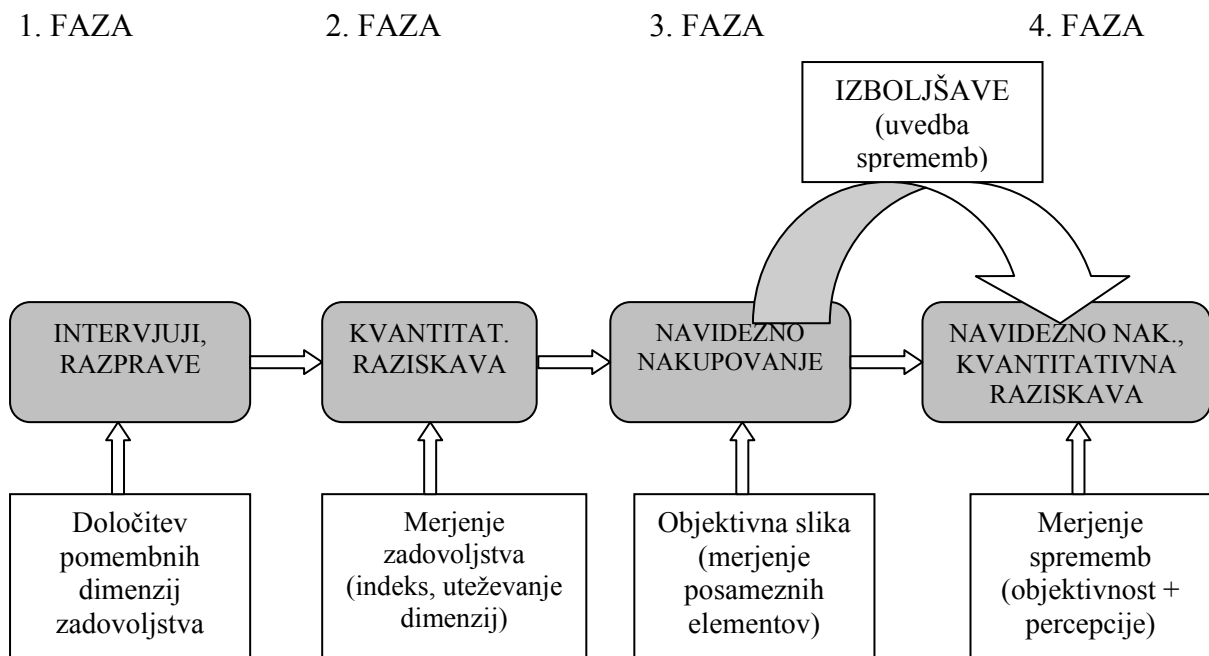 1. FAZA
2. FAZA
3. FAZA
4. FAZA
IZBOLJŠAVE
(uvedba
sprememb)
INTERVJUJI,
RAZPRAVE
KVANTITAT.
RAZISKAVA
NAVIDEZNO
NAKUPOVANJE
NAVIDEZNO NAK.,
KVANTITATIVNA
RAZISKAVA
Določitev
pomembnih
dimenzij
zadovoljstva
Merjenje
zadovoljstva
(indeks, uteževanje
dimenzij)
Objektivna slika
(merjenje
posameznih
elementov)
Merjenje
sprememb
(objektivnost +
percepcije)